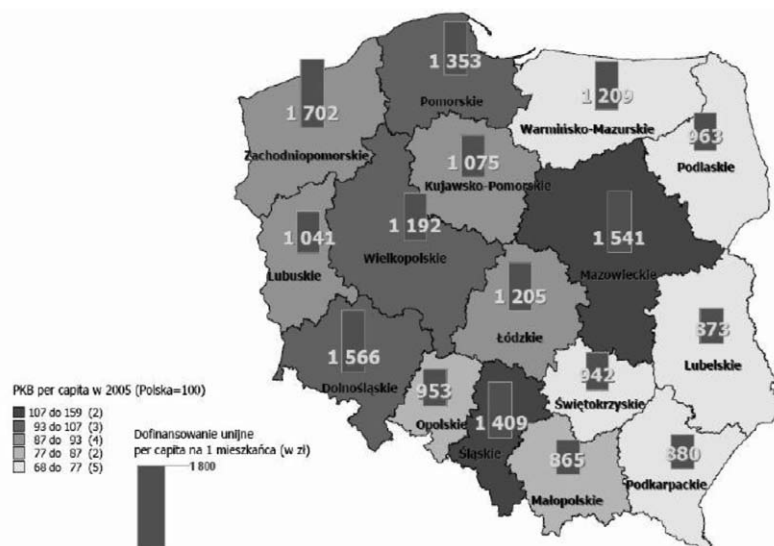 1 353
Pomorskie
1 702
Zachodniopomorskie
1 209
Warmińsko-Mazurskie
963
Podlaskie
1 075
Kujawsko-Pomorskie
1 192
Wielkopolskie
1 541
Mazowieckie
1 041
Lubuskie
1 205
Łódzkie
873
Lubelskie
1 566
Dolnośląskie
953
Opolskie
1 409
Śląskie
942
Świętokrzyskie
865
Małopolskie
880
Podkarpackie
PKB per capita w 2005 (Polska=100)
107 do 159 (2)
93 do 107 (3)
87 do 93 (4)
77 do 87 (2)
68 do 77 (5)
Dofinansowanie unijne
per capita na 1 mieszkańca (w zł)
1 800